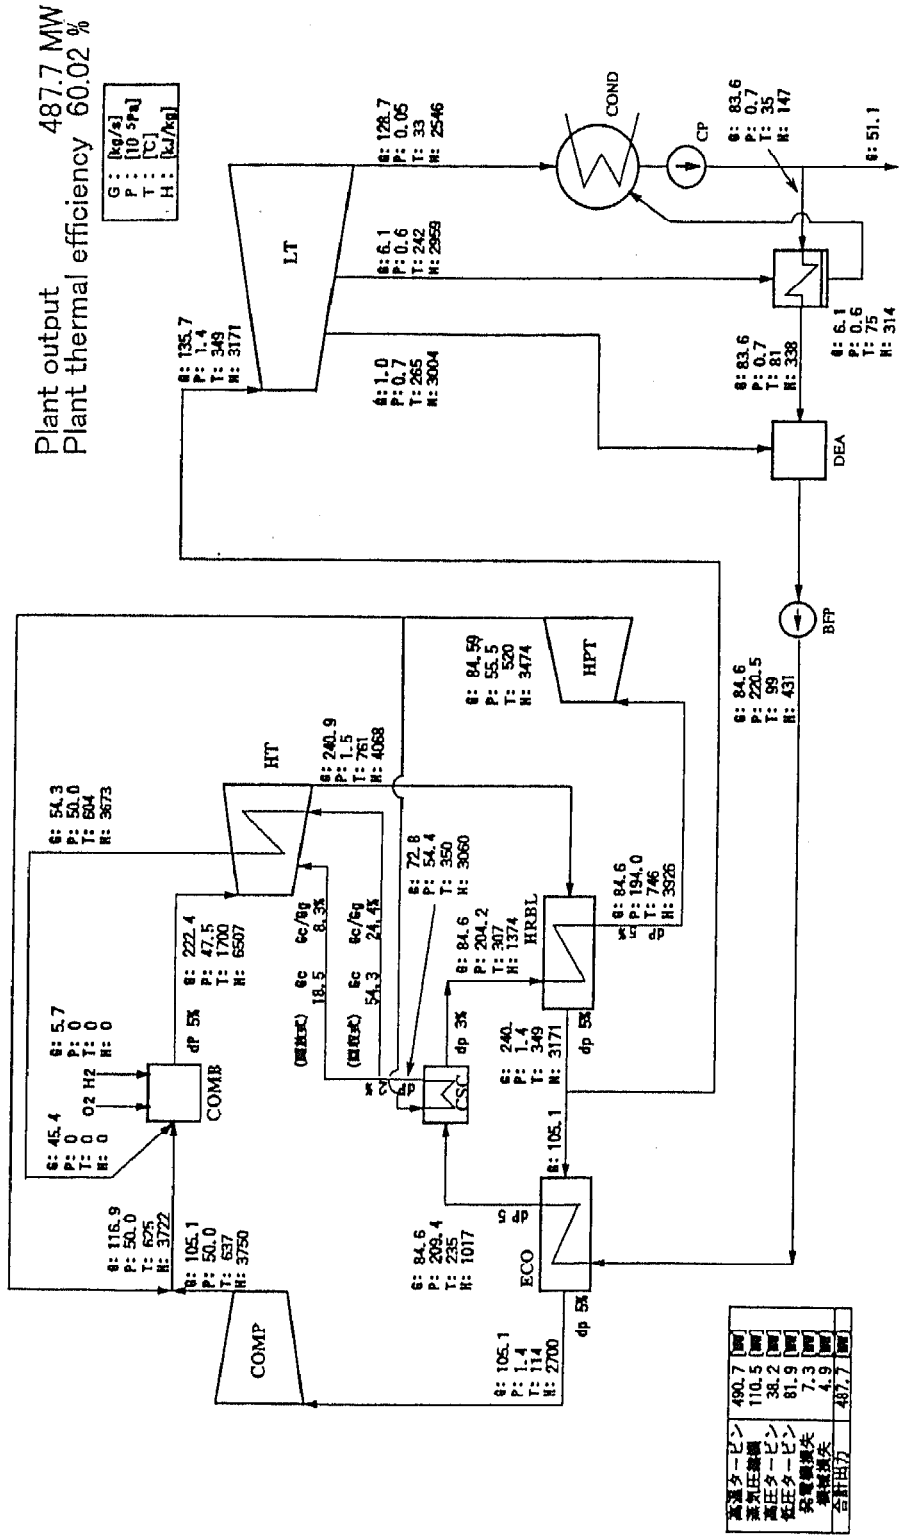 Plant output 487.7 MW
Plant thermal efficiency 60.02 %
G : [kg/s]
P : [10 5Pa]
T : [℃]
H : [kJ/kg]
G: 5.7
P: 0
T: 0
H: 0
G: 45.4
P: 0
T: 0
H: 0
O2 H2
COMB
dP 5%
G: 116.9
P: 50.0
T: 625
H: 3722
G: 105.1
P: 50.0
T: 637
H: 3750
COMP
G: 54.3
P: 50.0
T: 604
H: 3673
G: 222.4
P: 47.5
T: 1700
H: 6507
HT
G: 240.9
P: 1.5
T: 761
H: 4068
Gc Gc/Gg
18.5 8.3%
Gc Gc/Gg
54.3 24.4%
G: 72.8
P: 54.4
T: 350
H: 3060
CSC
dP 2%
dp 3%
G: 84.6
P: 204.2
T: 307
H: 1374
HRBL
dP 5%
dp 5%
G: 84.6
P: 194.0
T: 746
H: 3926
G: 84.59
P: 55.5
T: 520
H: 3474
HPT
G: 240.
P: 1.4
T: 349
H: 3171
G: 105.1
G: 84.6
P: 209.4
T: 235
H: 1017
dP 5
ECO
dp 5%
G: 105.1
P: 1.4
T: 114
H: 2700
G: 135.7
P: 1.4
T: 349
H: 3171
LT
G: 128.7
P: 0.05
T: 33
H: 2546
G: 6.1
P: 0.6
T: 242
H: 2959
G: 1.0
P: 0.7
T: 265
H: 3004
COND
CP
G: 83.6
P: 0.7
T: 35
H: 147
G: 51.1
G: 83.6
P: 0.7
T: 81
H: 338
G: 6.1
P: 0.6
T: 75
H: 314
DEA
BFP
G: 84.6
P: 220.5
T: 99
H: 431
高温タービン 490.7 [MW]
蒸気圧縮機 110.5 [MW]
高圧タービン 38.2 [MW]
低圧タービン 81.9 [MW]
発電機損失 7.3 [MW]
機械損失 4.9 [MW]
合計出力 487.7 [MW]